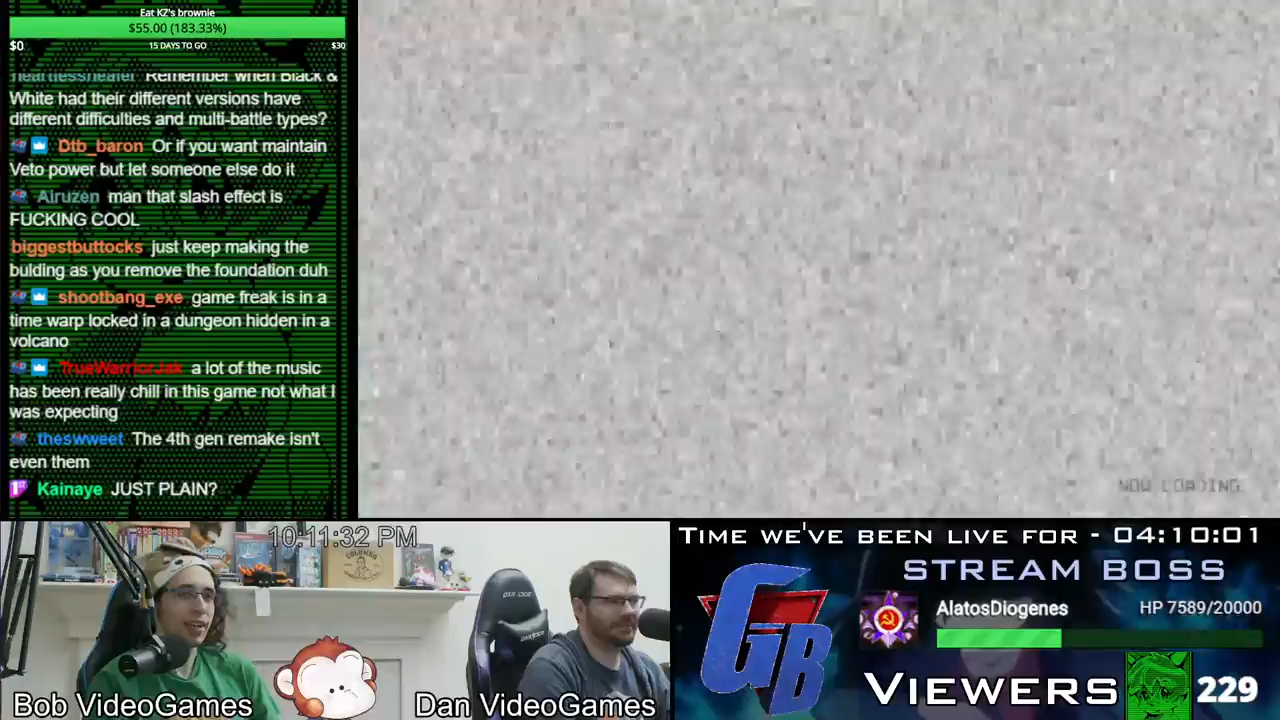 Eat KZ's brownie
$55.00 (183.33%)
$0 15 DAYS TO GO $30
heartlesshealer Remember when Black &
White had their different versions have
different difficulties and multi-battle types?
Dtb_baron Or if you want maintain
Veto power but let someone else do it
Airuzen man that slash effect is
FUCKING COOL
biggestbuttocks just keep making the
bulding as you remove the foundation duh
shootbang_exe game freak is in a
time warp locked in a dungeon hidden in a
volcano
TrueWarriorJak a lot of the music
has been really chill in this game not what I
was expecting
theswweet The 4th gen remake isn't
even them
Kainaye JUST PLAIN?
NOW LOADING
10:11:32 PM
COLUMBO
Bob VideoGames
Dan VideoGames
TIME WE'VE BEEN LIVE FOR - 04:10:01
STREAM BOSS
AlatosDiogenes HP 7589/20000
GB
VIEWERS 229